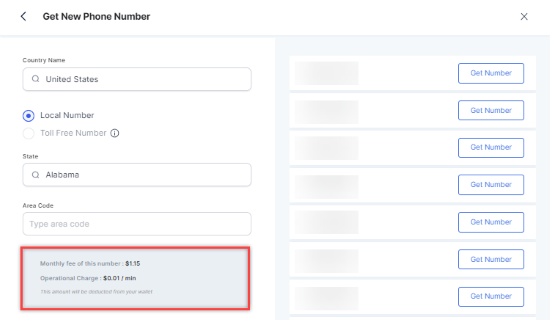 Get New Phone Number
Country Name
United States
Local Number
Toll Free Number
State
Alabama
Area Code
Type area code
Monthly fee of this number : $1.15
Operational Charge : $0.01 / min
This amount will be deducted from your wallet
Get Number
Get Number
Get Number
Get Number
Get Number
Get Number
Get Number